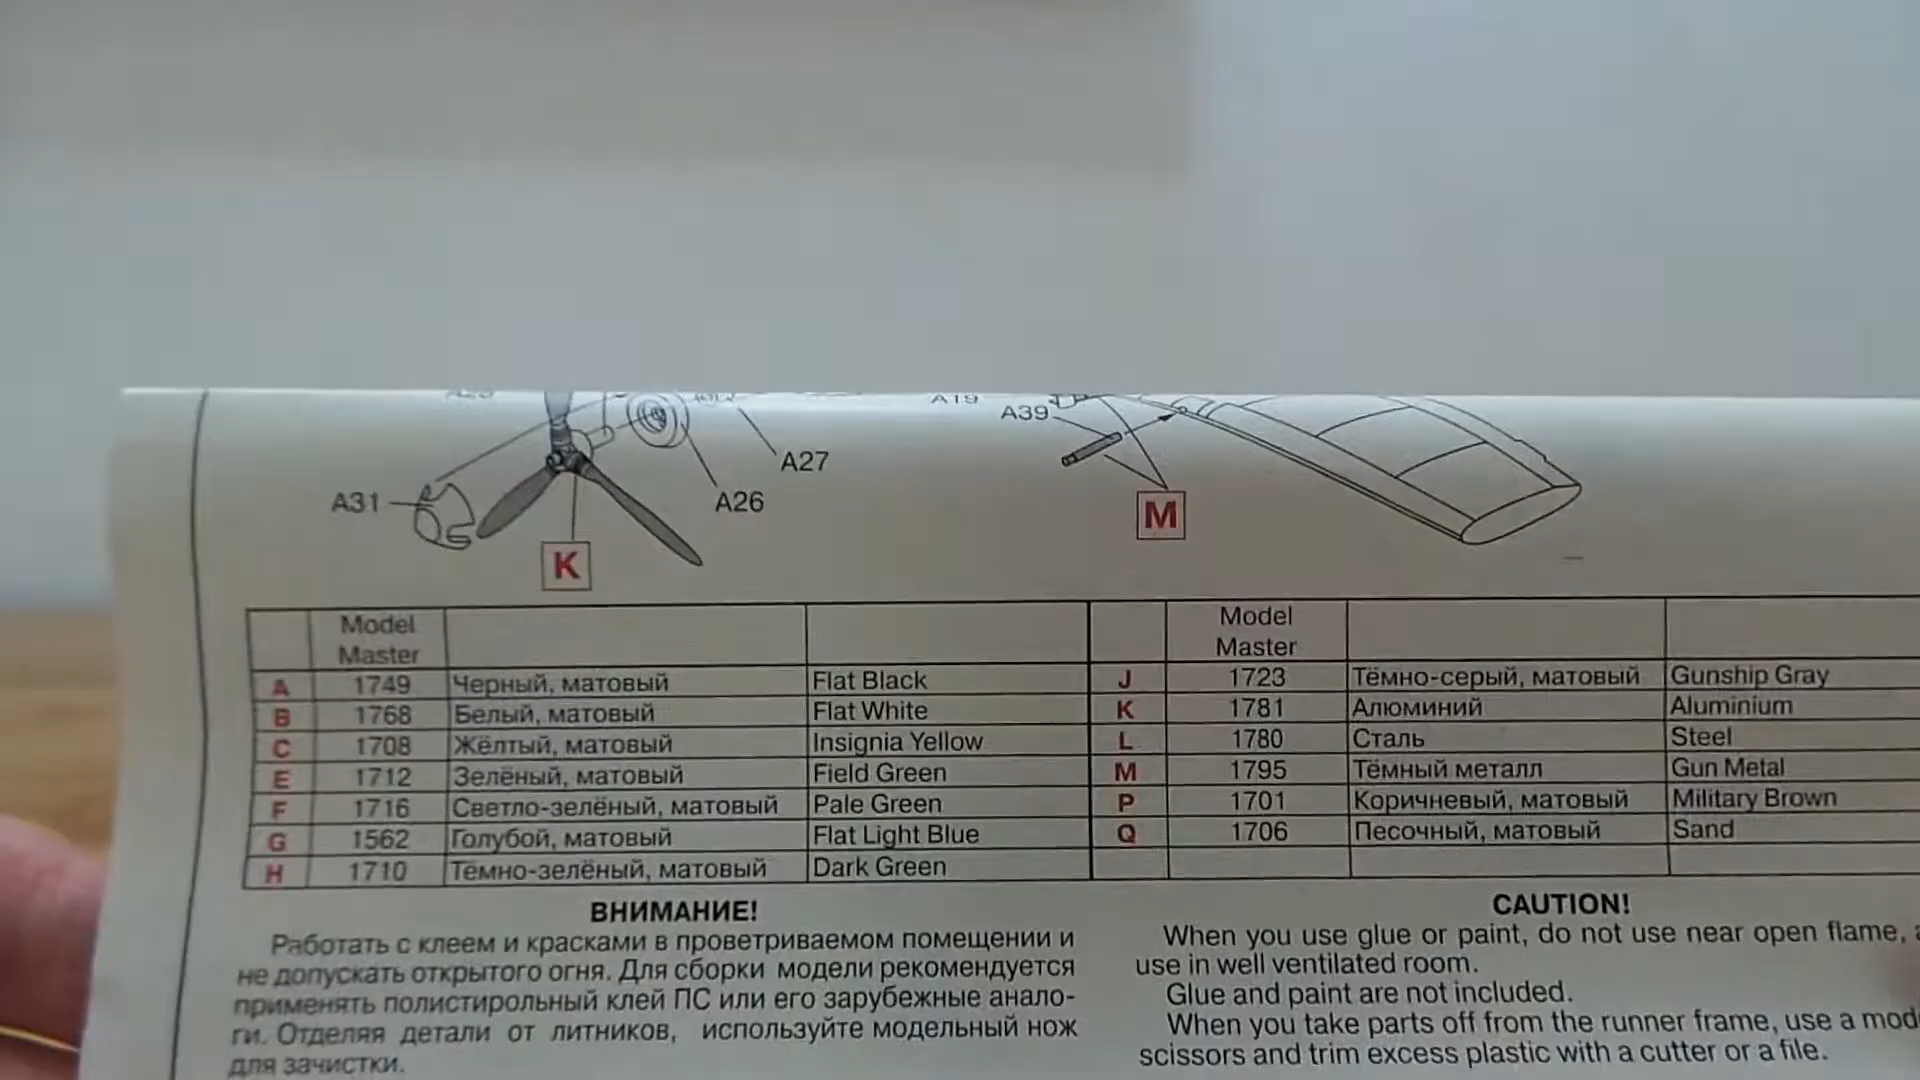 A19
A39
A27
A31
A26
M
K
Model Master Model Master
A 1749 Черный, матовый Flat Black J 1723 Тёмно-серый, матовый Gunship Gray
B 1768 Белый, матовый Flat White K 1781 Алюминий Aluminium
C 1708 Жёлтый, матовый Insignia Yellow L 1780 Сталь Steel
E 1712 Зелёный, матовый Field Green M 1795 Тёмный металл Gun Metal
F 1716 Светло-зелёный, матовый Pale Green P 1701 Коричневый, матовый Military Brown
G 1562 Голубой, матовый Flat Light Blue Q 1706 Песочный, матовый Sand
H 1710 Тёмно-зелёный, матовый Dark Green
ВНИМАНИЕ!
Работать с клеем и красками в проветриваемом помещении и
не допускать открытого огня. Для сборки модели рекомендуется
применять полистирольный клей ПС или его зарубежные анало-
ги. Отделяя детали от литников, используйте модельный нож
для зачистки.
CAUTION!
When you use glue or paint, do not use near open flame,
use in well ventilated room.
Glue and paint are not included.
When you take parts off from the runner frame, use a
scissors and trim excess plastic with a cutter or a file.